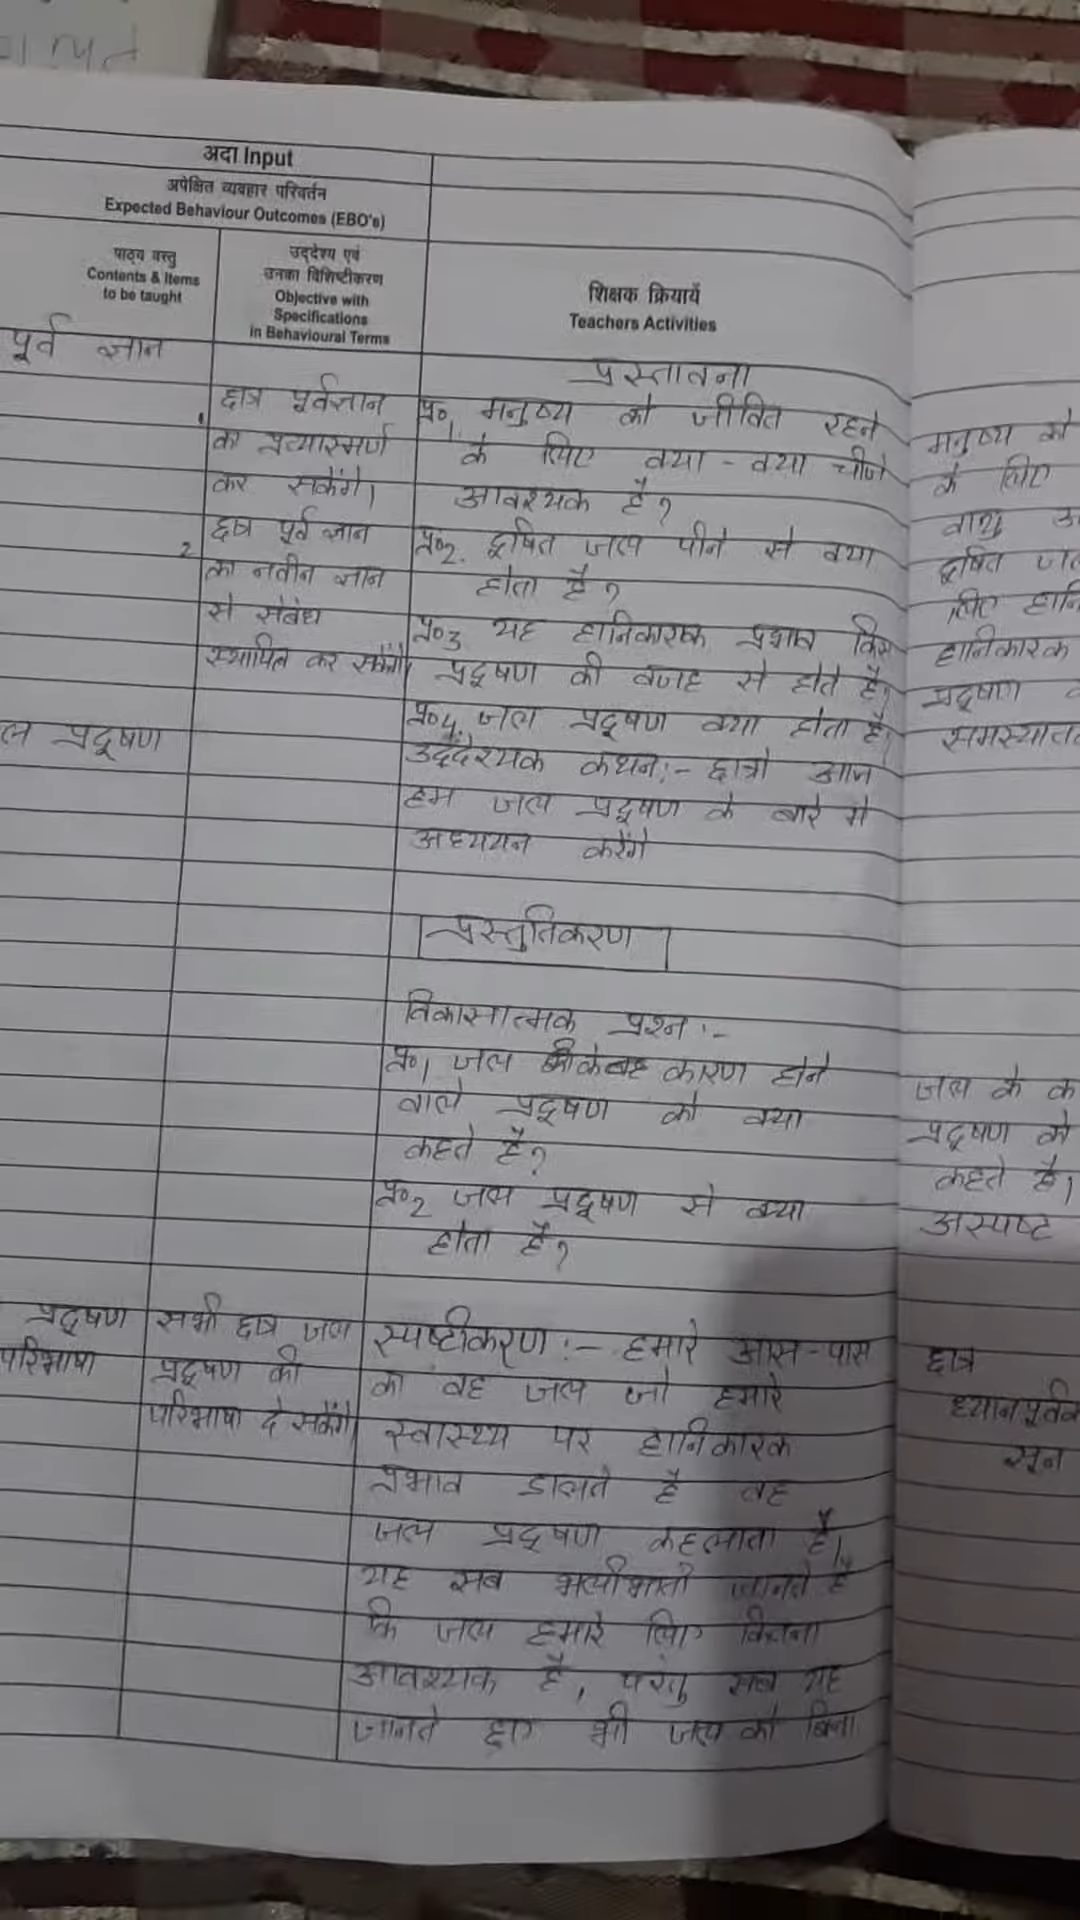 अदा Input
अपेक्षित व्यवहार परिवर्तन
Expected Behaviour Outcomes (EBO's)
पाठ्य वस्तु
Contents & Items
to be taught
उद्देश्य एवं
उनका विशिष्टीकरण
Objective with
Specifications
in Behavioural Terms
शिक्षक क्रियायें
Teachers Activities
पूर्व ज्ञान
1 छात्र पूर्वज्ञान
का प्रत्यास्मर्ण
कर सकेंगे।
2 छात्र पूर्व ज्ञान
का नवीन ज्ञान
से संबंध
स्थापित कर सकेंगे
प्रस्तावना
प्र०1. मनुष्य को जीवित रहने
के लिए क्या - क्या चीजे
आवश्यक है?
प्र०2. दूषित जल पीने से क्या
होता है?
प्र०3 यह हानिकारक प्रभाव किस
प्रदूषण की वजह से होते है?
प्र०4 जल प्रदूषण क्या होता है?
उद्देश्यक कथन:- छात्रो आज
हम जल प्रदूषण के बारे मे
अध्ययन करेंगे
ल प्रदूषण
प्रस्तुतिकरण
विकासात्मक प्रश्न :-
प्र०1 जल के कारण होने
वाले प्रदूषण को क्या
कहते है?
प्र०2 जल प्रदूषण से क्या
होता है?
प्रदूषण
परिभाषा
सभी छात्र जल
प्रदूषण की
परिभाषा दे सकेंगे
स्पष्टीकरण :- हमारे आस-पास
का वह जल जो हमारे
स्वास्थ्य पर हानिकारक
प्रभाव डालते है वह
जल प्रदूषण कहलाता है।
यह सब भलीभाती जानते है
कि जल हमारे लिए कितना
आवश्यक है, परंतु सब यह
जानते हुए भी जल को बिना
मनुष्य को
के लिए
वायु
दूषित जल
लिए हानि
हानिकारक
प्रदूषण
समस्यात्म
जल के क
प्रदूषण को
कहते है।
अस्पष्ट
छात्र
ध्यानपूर्वक
सुन